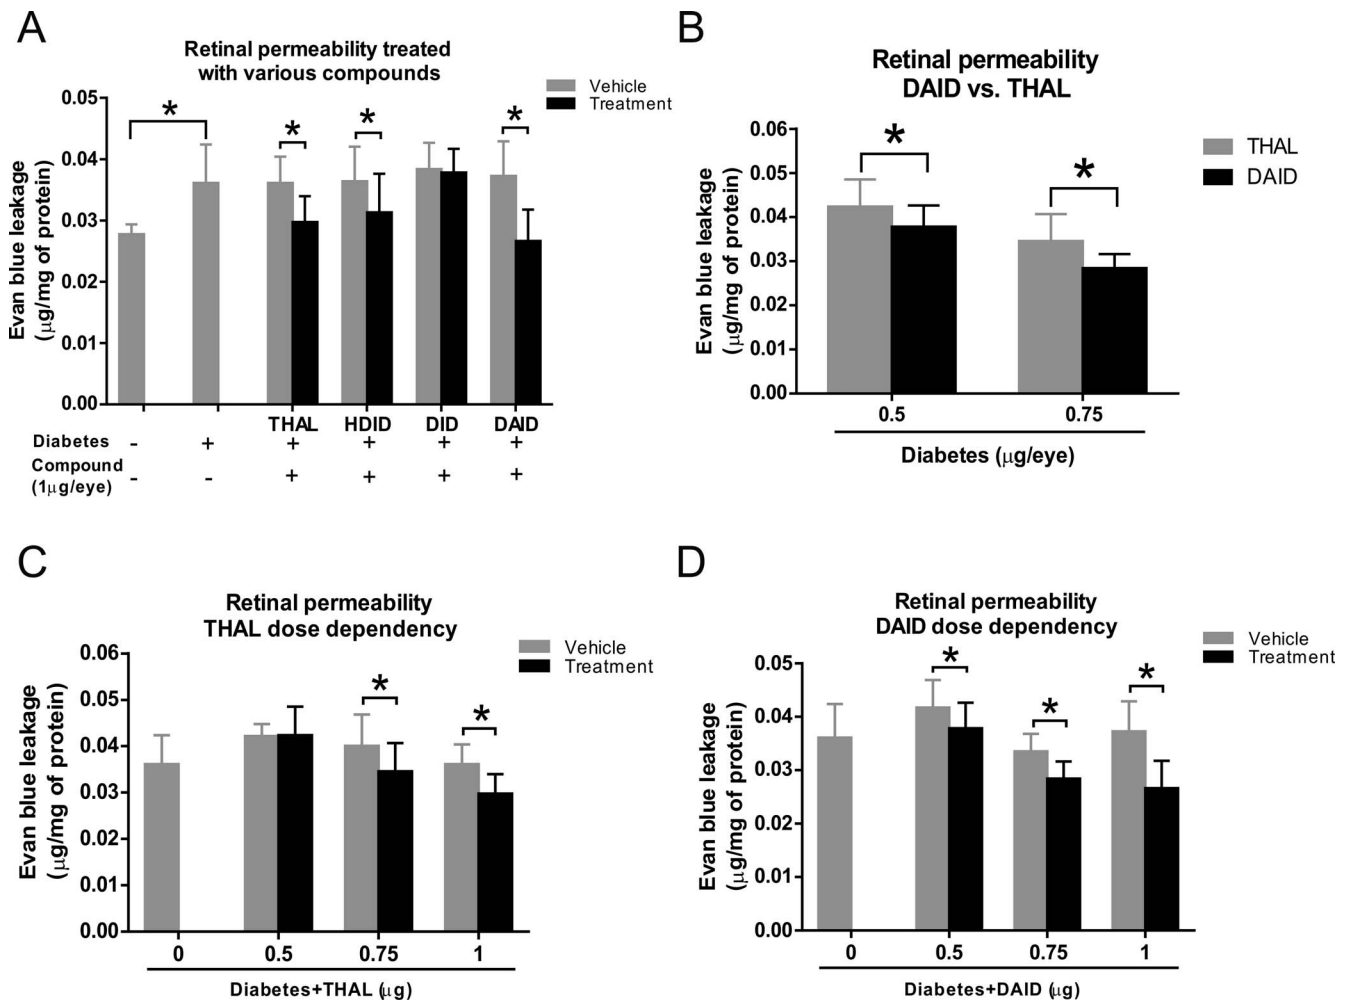 A
Retinal permeability treated
with various compounds
Vehicle
Treatment
Evan blue leakage
(μg/mg of protein)
0.05
0.04
0.03
0.02
0.01
0.00
*
*
*
*
THAL HDID DID DAID
Diabetes - + + + + +
Compound
(1μg/eye) - - + + + +
B
Retinal permeability
DAID vs. THAL
THAL
DAID
Evan blue leakage
(μg/mg of protein)
0.06
0.05
0.04
0.03
0.02
0.01
0.00
*
*
0.5 0.75
Diabetes (μg/eye)
C
Retinal permeability
THAL dose dependency
Vehicle
Treatment
Evan blue leakage
(μg/mg of protein)
0.06
0.05
0.04
0.03
0.02
0.01
0.00
*
*
0 0.5 0.75 1
Diabetes+THAL (μg)
D
Retinal permeability
DAID dose dependency
Vehicle
Treatment
Evan blue leakage
(μg/mg of protein)
0.05
0.04
0.03
0.02
0.01
0.00
*
*
*
0 0.5 0.75 1
Diabetes+DAID (μg)